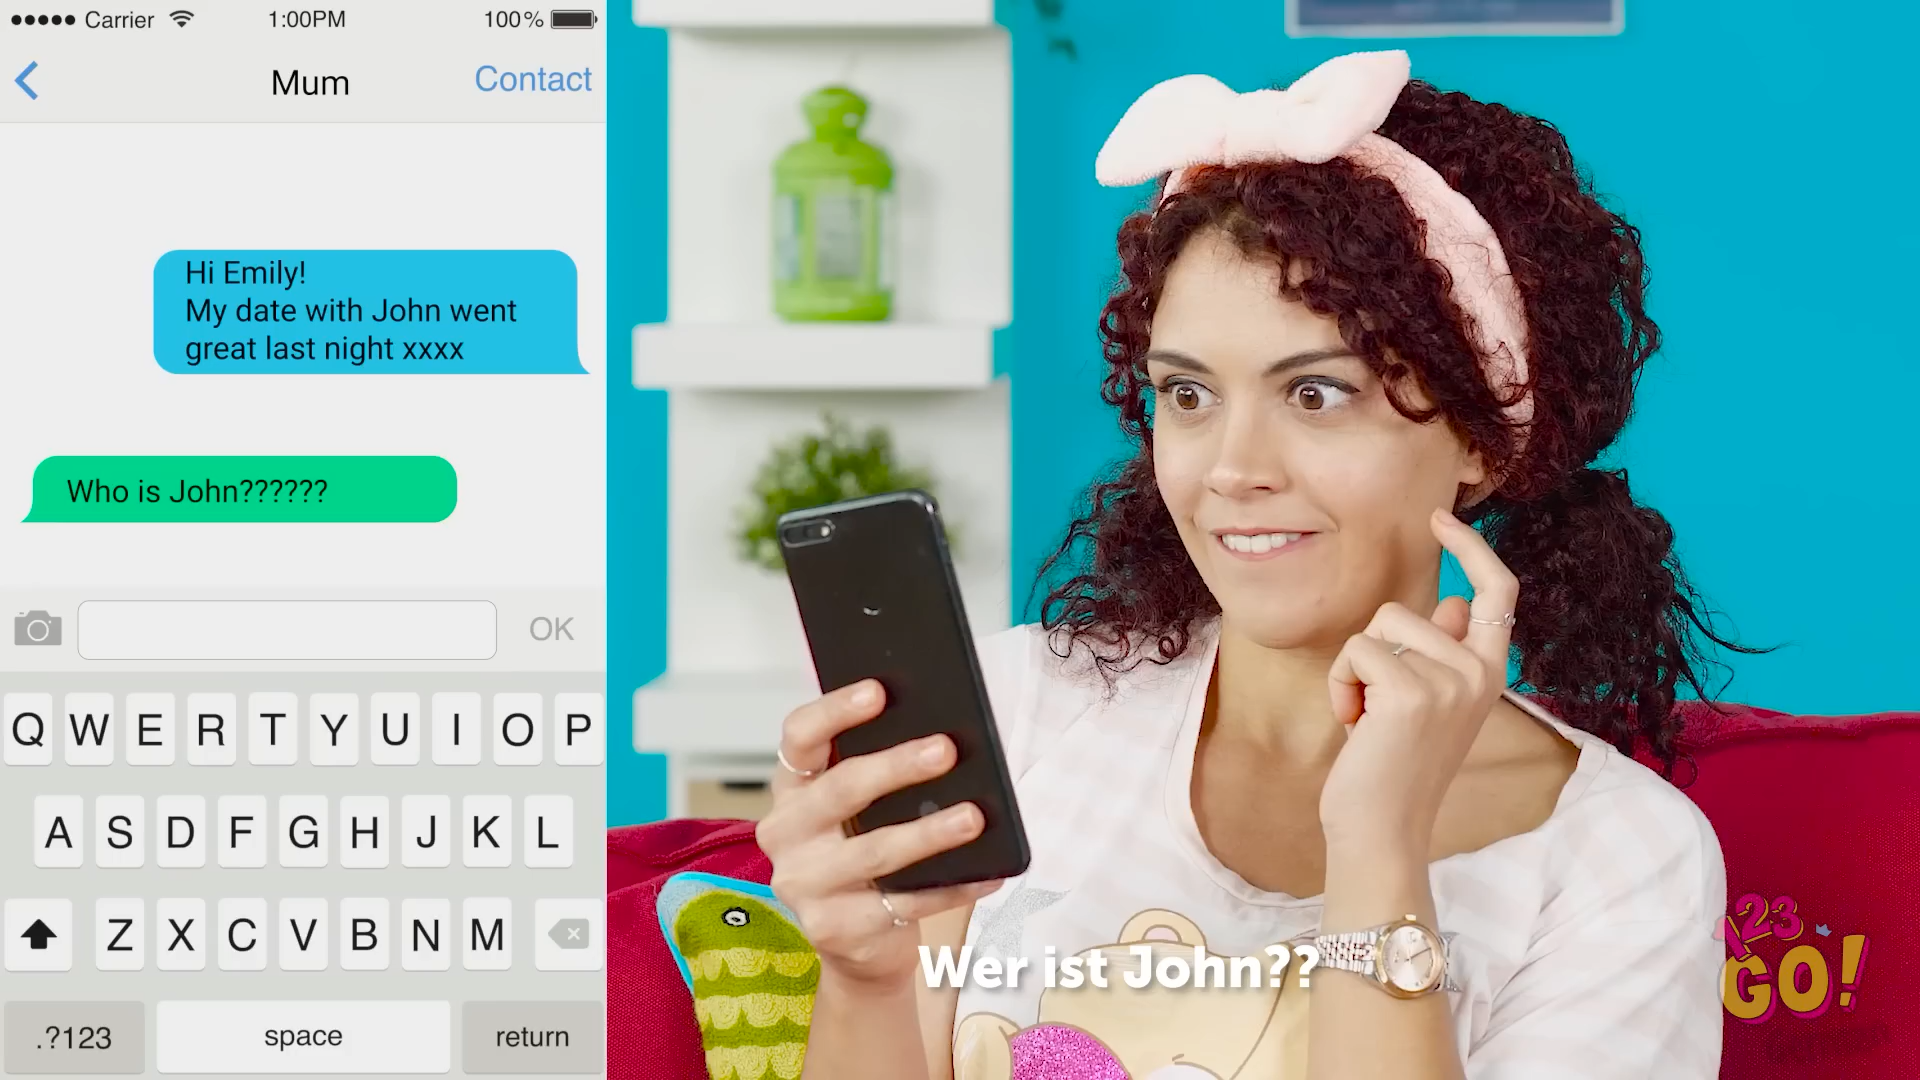 Carrier 1:00PM 100%
Mum Contact
Hi Emily!
My date with John went
great last night xxxx
Who is John??????
OK
Q W E R T Y U I O P
A S D F G H J K L
Z X C V B N M
.?123 space return
Wer ist John??
123
GO!